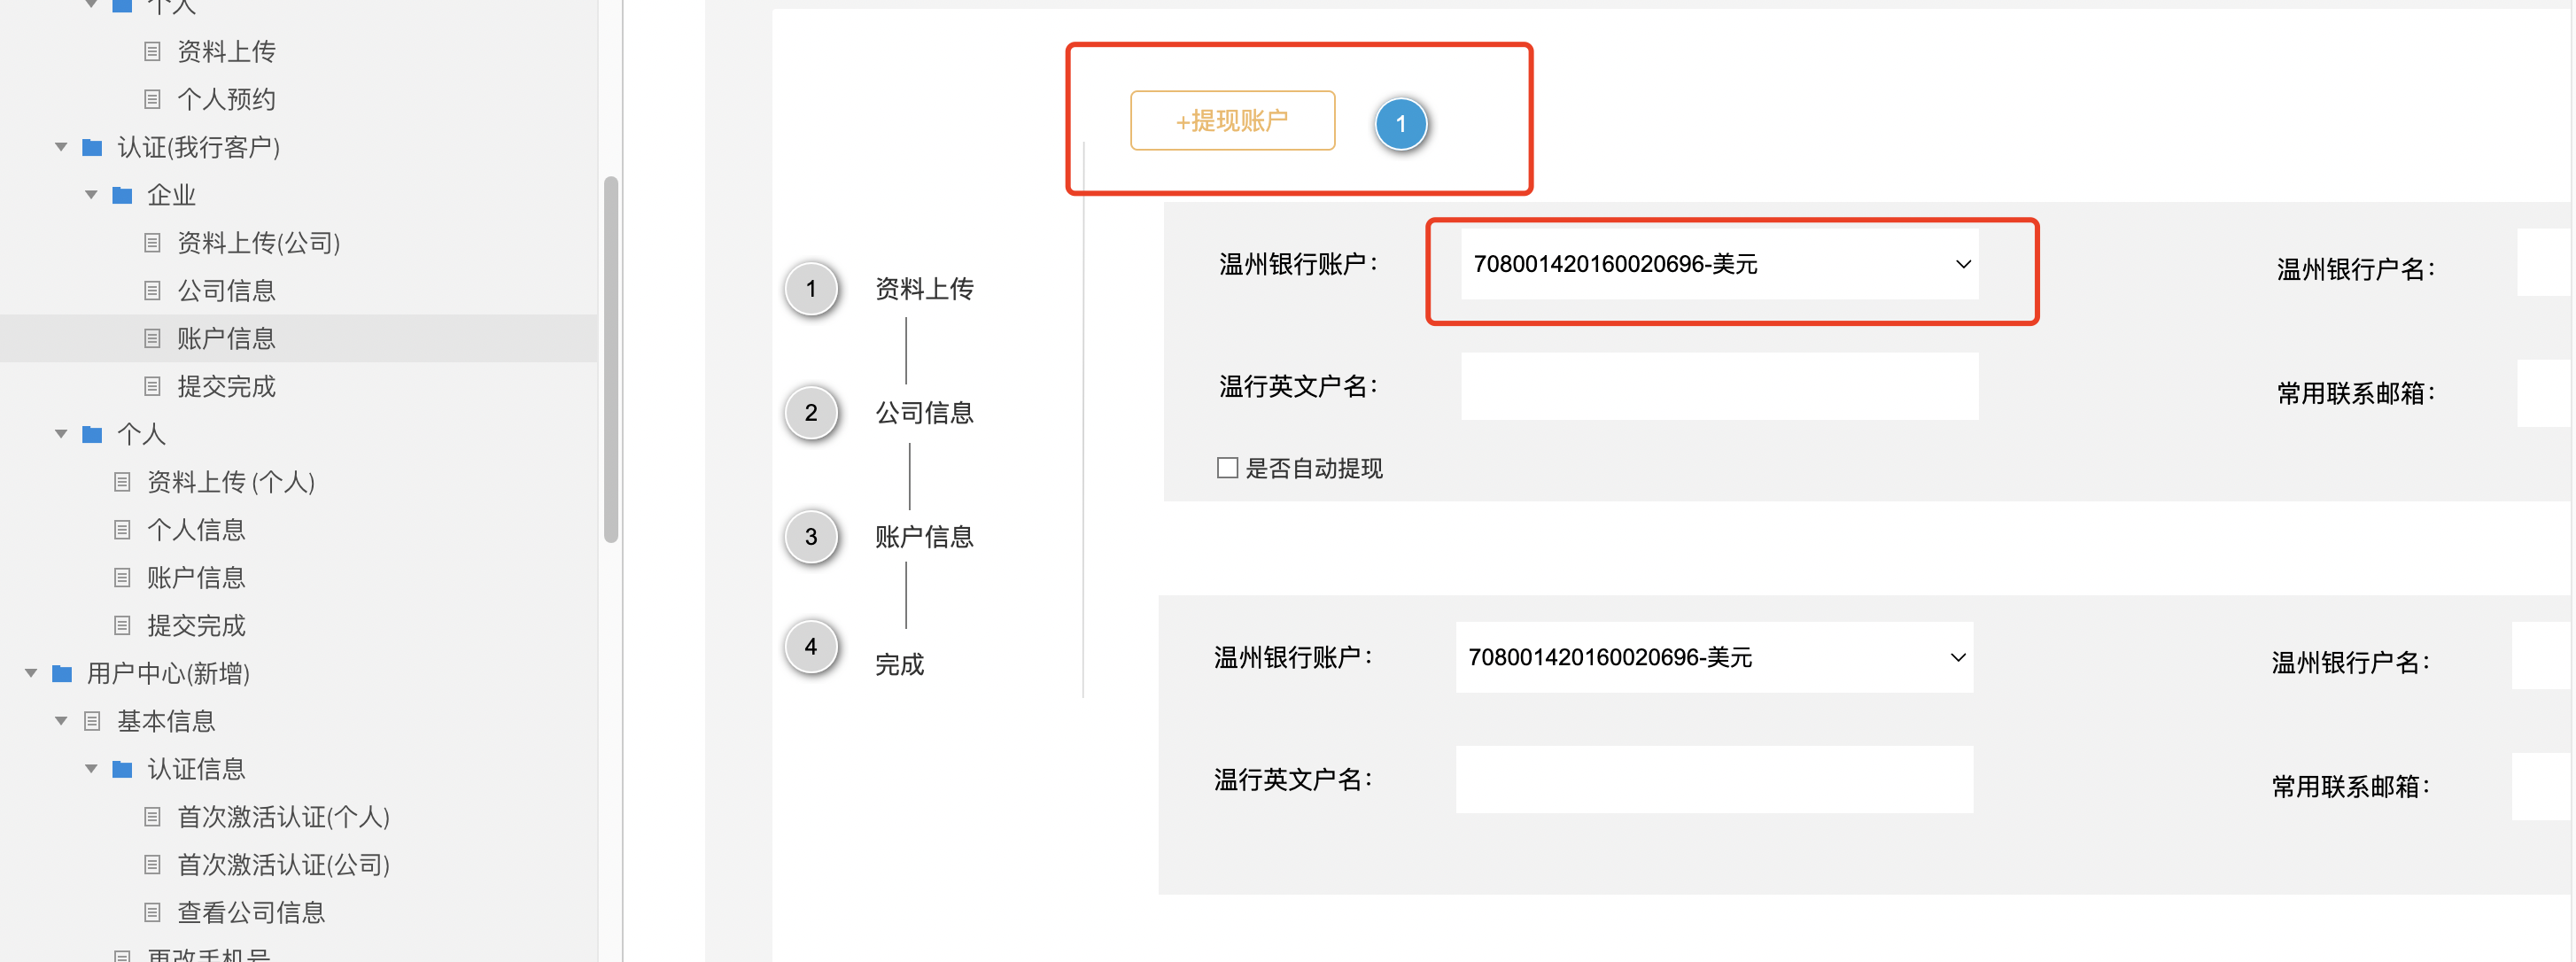 个人
资料上传
个人预约
认证(我行客户)
企业
资料上传(公司)
公司信息
账户信息
提交完成
个人
资料上传 (个人)
个人信息
账户信息
提交完成
用户中心(新增)
基本信息
认证信息
首次激活认证(个人)
首次激活认证(公司)
查看公司信息
更改手机号
+提现账户
1
1 资料上传
2 公司信息
3 账户信息
4 完成
温州银行账户： 708001420160020696-美元 温州银行户名：
温行英文户名： 常用联系邮箱：
是否自动提现
温州银行账户： 708001420160020696-美元 温州银行户名：
温行英文户名： 常用联系邮箱：